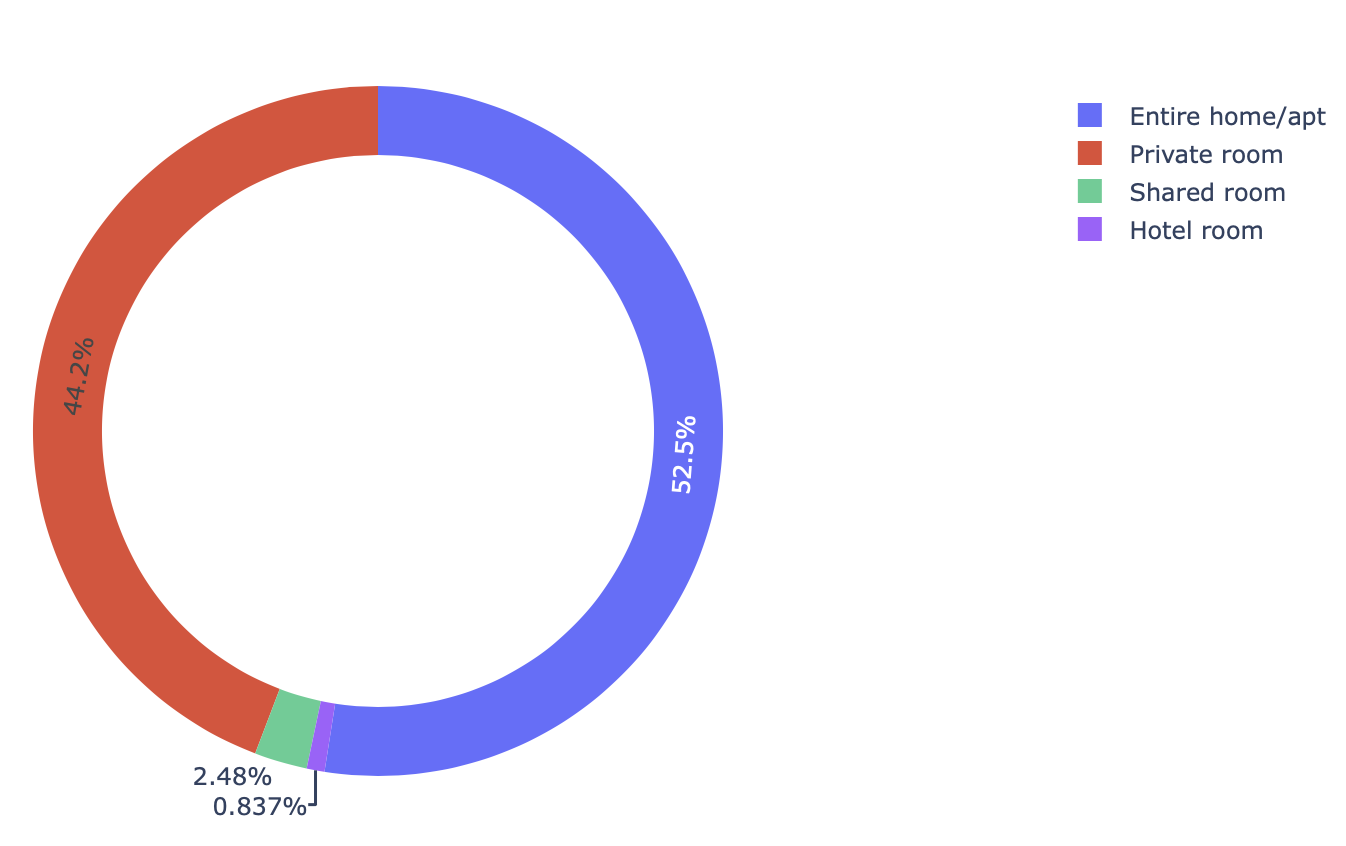 Entire home/apt
Private room
Shared room
Hotel room
44.2%
52.5%
2.48%
0.837%